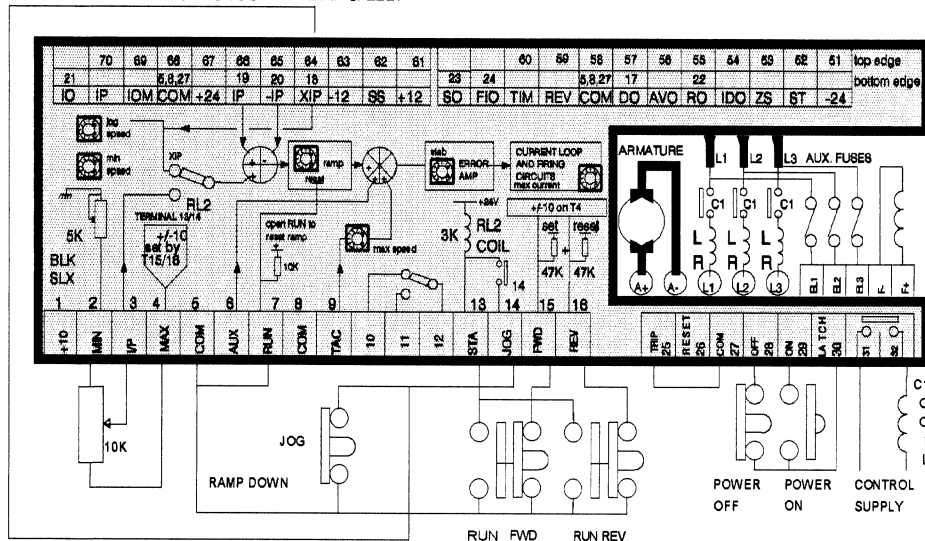 70 69 68 67 66 65 64 63 62 61
60 59 58 57 56 55 54 53 52 51 top edge
21 5,8,27 19 20 18
23 24 5,8,27 17 22 bottom edge
IO IP IOM COM +24 IP -IP XIP -12 SS +12
SO FIO TIM REV COM DO AVO RO IDO ZS ST -24
jog speed
min speed
XIP
RL2
TERMINAL 13/14
+/-10
set by
T15/16
5K
BLK
SLX
ramp
reset
open RUN to
reset ramp
10K
max speed
stab
ERROR
AMP
CURRENT LOOP
AND FIRING
CIRCUITS
max current
+24V
3K
RL2
COIL
14
+/-10 on T4
set + reset
47K 47K
ARMATURE
L1 L2 L3 AUX. FUSES
C1 C1 C1
L L L
R R R
A+ A- L1 L2 L3 EL1 EL2 EL3 F- F+
1 2 3 4 5 6 7 8 9 10 11 12 13 14 15 16
+10 MIN I/P MAX COM AUX RUN COM TAC STA JOG FWD REV
TRIP 25
RESET 26
COM 27
OFF 28
ON 29
LATCH 30
S1 S2
10K
JOG
RAMP DOWN
RUN FWD
RUN REV
POWER
OFF
POWER
ON
CONTROL
SUPPLY